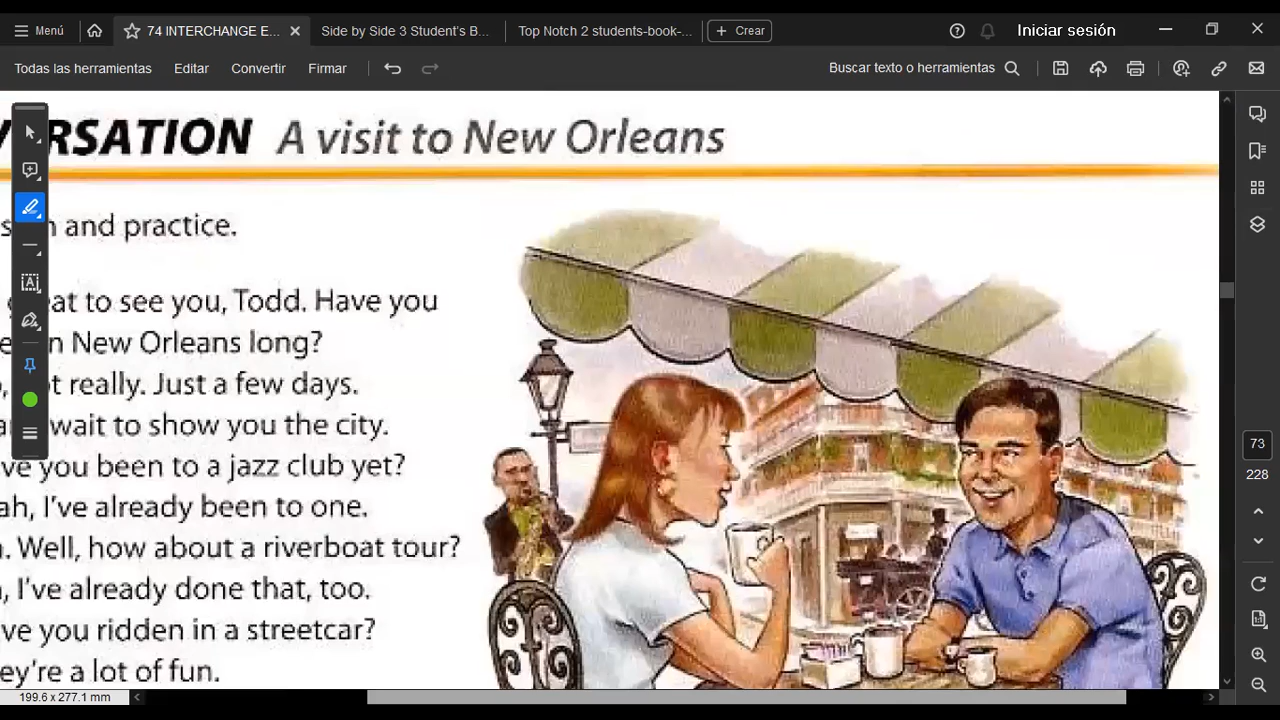 Menú
74 INTERCHANGE E...
Side by Side 3 Student's B...
Top Notch 2 students-book-...
Crear
Iniciar sesión
Todas las herramientas
Editar
Convertir
Firmar
Buscar texto o herramientas
ERSATION A visit to New Orleans
and practice.
to see you, Todd. Have you
n New Orleans long?
really. Just a few days.
wait to show you the city.
ve you been to a jazz club yet?
ah, I've already been to one.
Well, how about a riverboat tour?
I've already done that, too.
ve you ridden in a streetcar?
ey're a lot of fun.
73
228
199.6 x 277.1 mm